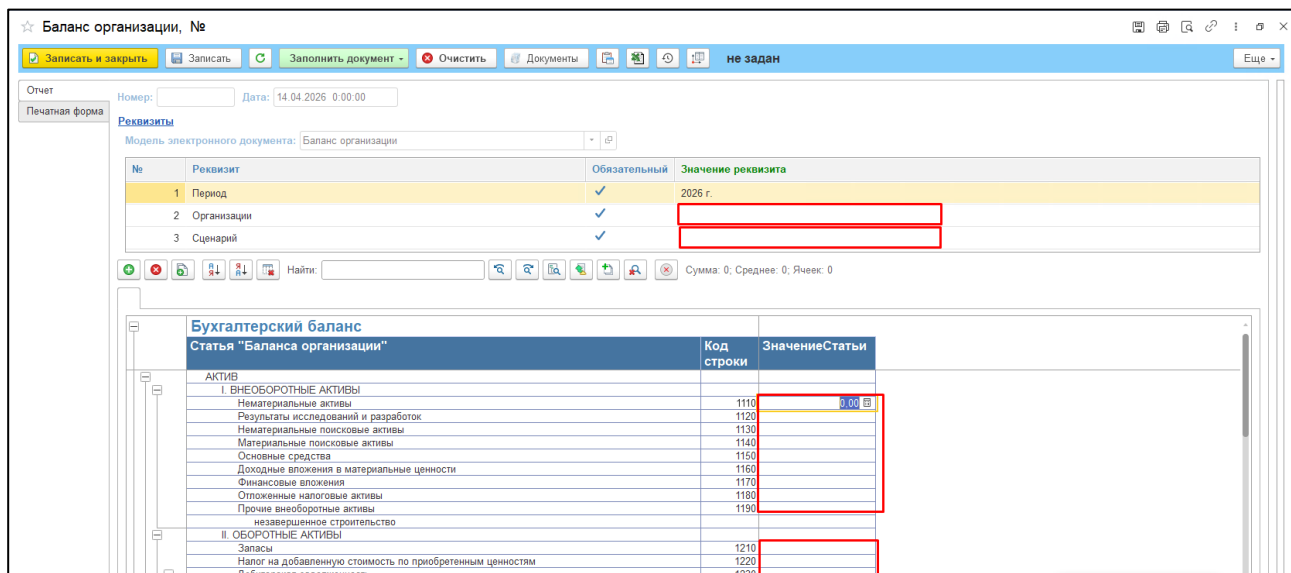 Баланс организации, №
Записать и закрыть Записать Заполнить документ Очистить Документы не задан Еще
Отчет
Печатная форма
Номер: Дата: 14.04.2026 0:00:00
Реквизиты
Модель электронного документа: Баланс организации
№ Реквизит Обязательный Значение реквизита
1 Период 2026 г.
2 Организации
3 Сценарий
Найти: Сумма: 0; Среднее: 0; Ячеек: 0
Бухгалтерский баланс
Статья "Баланса организации" Код строки ЗначениеСтатьи
АКТИВ
I. ВНЕОБОРОТНЫЕ АКТИВЫ
Нематериальные активы 1110 0.00
Результаты исследований и разработок 1120
Нематериальные поисковые активы 1130
Материальные поисковые активы 1140
Основные средства 1150
Доходные вложения в материальные ценности 1160
Финансовые вложения 1170
Отложенные налоговые активы 1180
Прочие внеоборотные активы 1190
незавершенное строительство
II. ОБОРОТНЫЕ АКТИВЫ
Запасы 1210
Налог на добавленную стоимость по приобретенным ценностям 1220